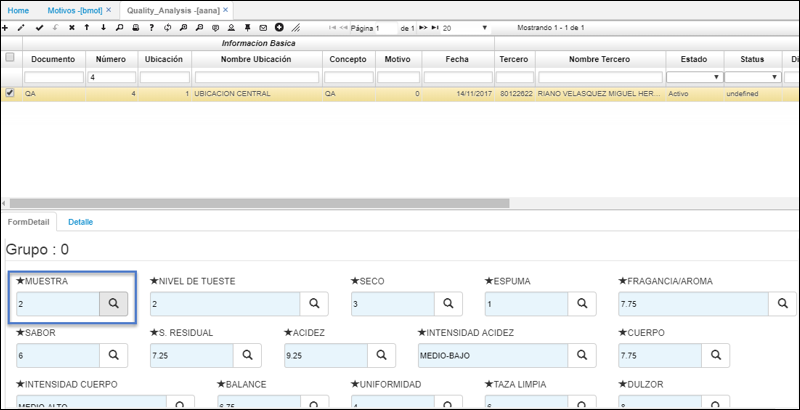 Home Motivos -[bmot] × Quality_Analysis -[aana] ×
Página 1 de 1 20 Mostrando 1 - 1 de 1
Informacion Basica
Documento Número Ubicación Nombre Ubicación Concepto Motivo Fecha Tercero Nombre Tercero Estado Status Di
4
QA 4 1 UBICACION CENTRAL QA 0 14/11/2017 80122622 RIANO VELASQUEZ MIGUEL HER... Activo undefined
FormDetail Detalle
Grupo : 0
★MUESTRA ★NIVEL DE TUESTE ★SECO ★ESPUMA ★FRAGANCIA/AROMA
2 2 3 1 7.75
★SABOR ★S. RESIDUAL ★ACIDEZ ★INTENSIDAD ACIDEZ ★CUERPO
6 7.25 9.25 MEDIO-BAJO 7.75
★INTENSIDAD CUERPO ★BALANCE ★UNIFORMIDAD ★TAZA LIMPIA ★DULZOR
MEDIO-ALTO 6.75 4 6 8